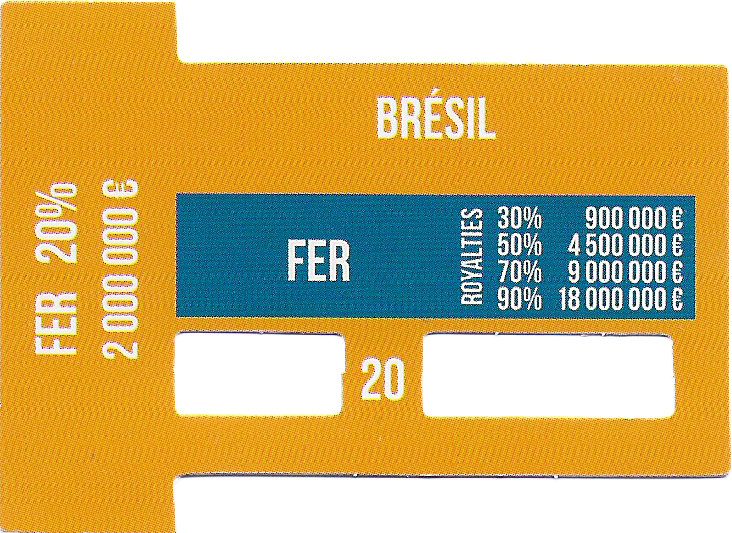 BRÉSIL
FER 20%
2 000 000 €
FER
ROYALTIES
30% 900 000 €
50% 4 500 000 €
70% 9 000 000 €
90% 18 000 000 €
20